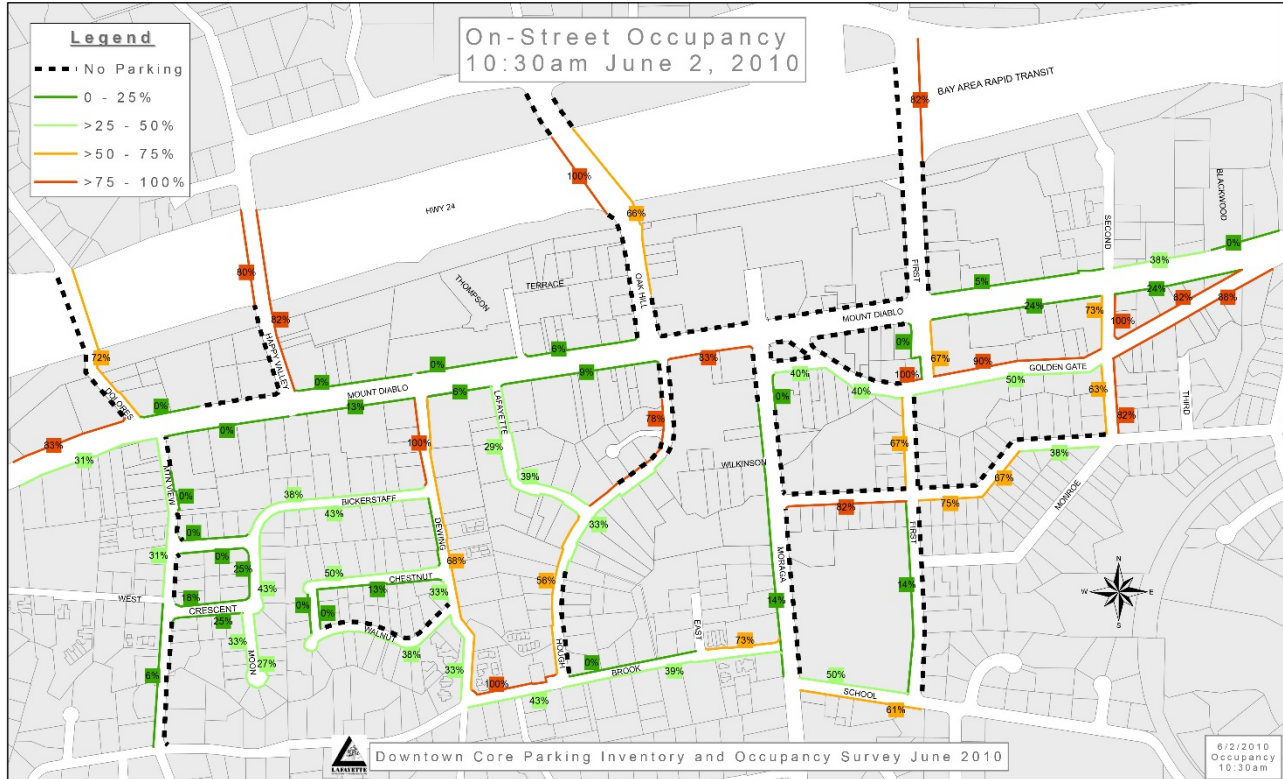 Legend
No Parking
0 - 25%
>25 - 50%
>50 - 75%
>75 - 100%
On-Street Occupancy
10:30am June 2, 2010
82%
BAY AREA RAPID TRANSIT
100%
66%
HWY 24
BLACKWOOD
SECOND
80%
82%
THOMPSON
TERRACE
OAK HILL
FIRST
5%
38%
0%
24%
24%
82%
88%
72%
DOLORES
HAPPY VALLEY
MOUNT DIABLO
73%
100%
0%
6%
0%
0%
6%
8%
83%
0%
67%
90%
GOLDEN GATE
100%
50%
63%
40%
40%
0%
MOUNT DIABLO
13%
0%
LAFAYETTE
83%
31%
78%
82%
THIRD
100%
29%
39%
67%
WILKINSON
38%
67%
MTN VIEW
0%
38%
BICKERSTAFF
43%
DEWING
33%
82%
75%
MONROE
FIRST
0%
0%
25%
31%
43%
68%
50%
CHESTNUT
13%
33%
56%
MORAGA
14%
14%
WEST
18%
CRESCENT
25%
0%
0%
WALNUT
38%
EAST
73%
N
W
E
S
33%
MOON
27%
33%
HOUGH
0%
BROOK
39%
6%
100%
43%
50%
SCHOOL
61%
LAFAYETTE
Downtown Core Parking Inventory and Occupancy Survey June 2010
6/2/2010
Occupancy
10:30am